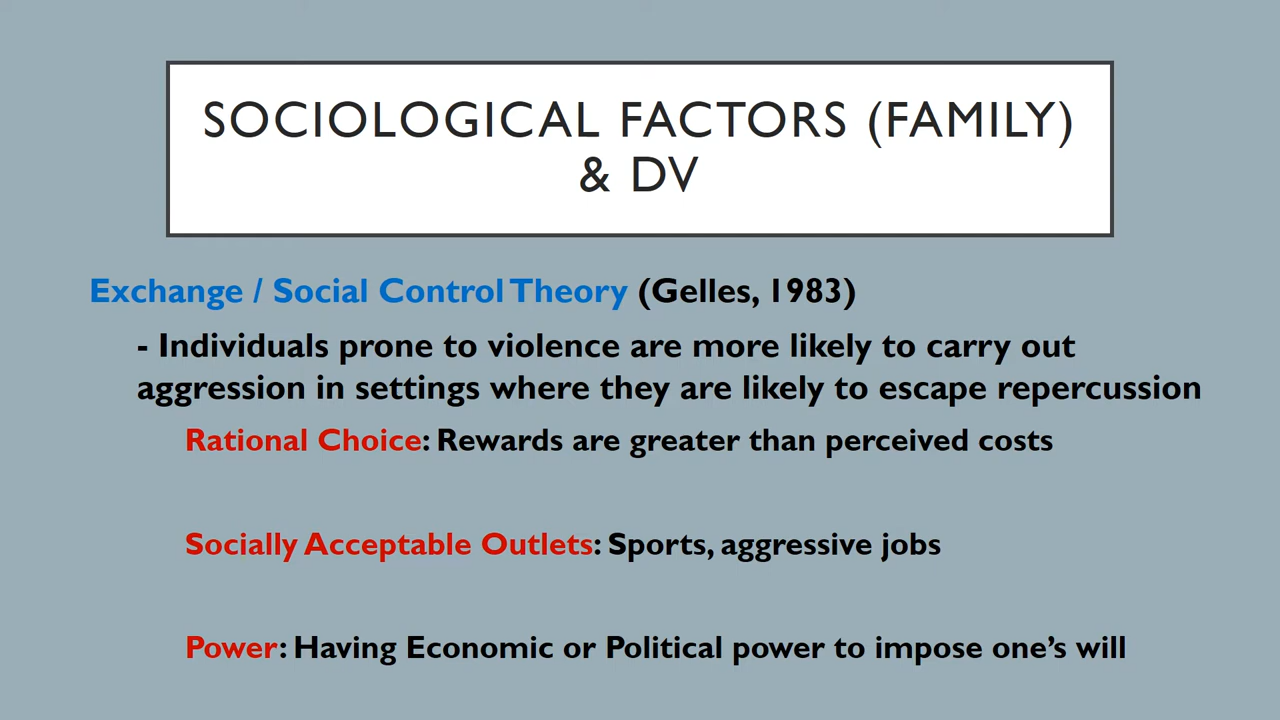 SOCIOLOGICAL FACTORS (FAMILY)
& DV
Exchange / Social Control Theory (Gelles, 1983)
- Individuals prone to violence are more likely to carry out
aggression in settings where they are likely to escape repercussion
Rational Choice: Rewards are greater than perceived costs
Socially Acceptable Outlets: Sports, aggressive jobs
Power: Having Economic or Political power to impose one’s will